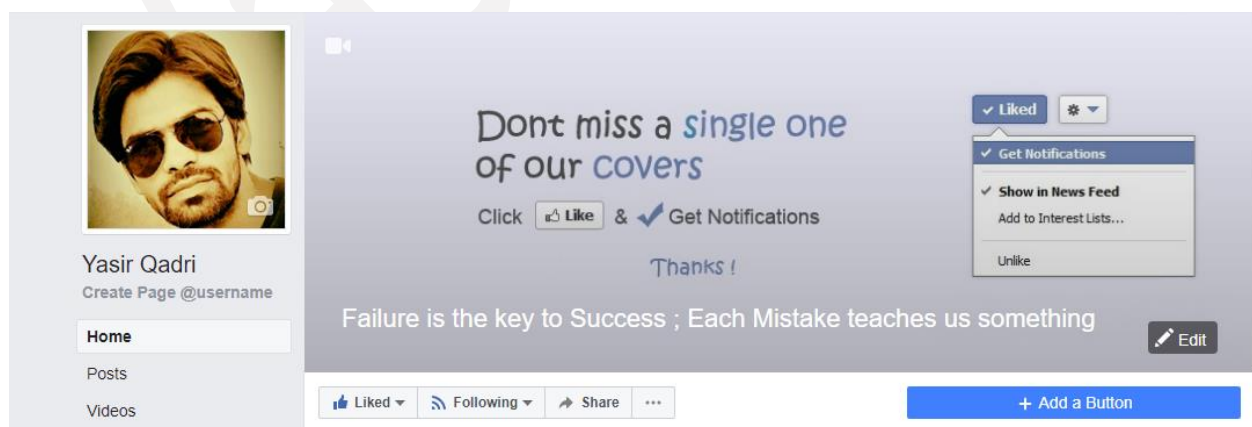 Yasir Qadri
Create Page @username
Home
Posts
Videos
Dont miss a single one
of our covers
Click Like & Get Notifications
Thanks !
Failure is the key to Success ; Each Mistake teaches us something
Liked
Get Notifications
Show in News Feed
Add to Interest Lists...
Unlike
Edit
Liked Following Share ...
+ Add a Button